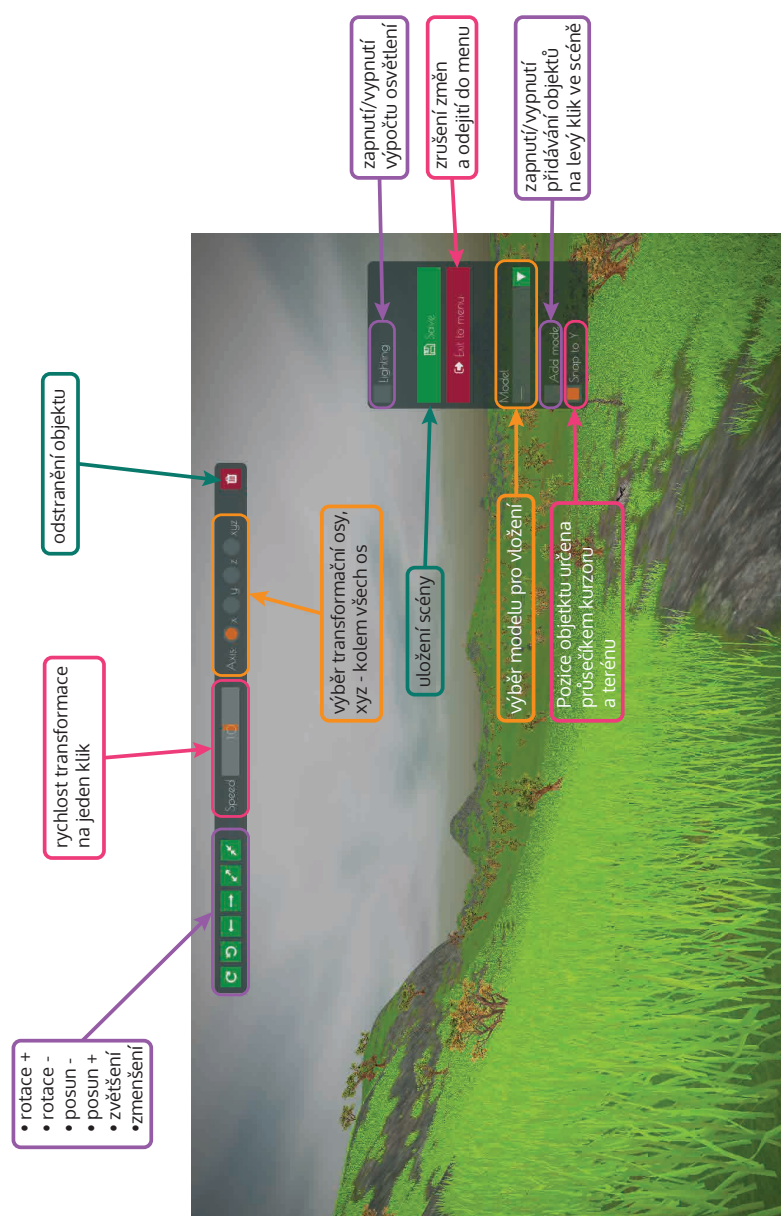 • rotace +
• rotace -
• posun -
• posun +
• zvětšení
•zmenšení
rychlost transformace
na jeden klik
odstranění objektu
Speed
10
Axis
x
y
z
xyz
výběr transformační osy,
xyz - kolem všech os
zapnutí/vypnutí
výpočtu osvětlení
Lighting
uložení scény
Save
Exit to menu
zrušení změn
a odejití do menu
výběr modelu pro vložení
Model
---
Add mode
zapnutí/vypnutí
přidávání objektů
na levý klik ve scéně
Snap to Y
Pozice objetktu určena
průsečíkem kurzoru
a terénu